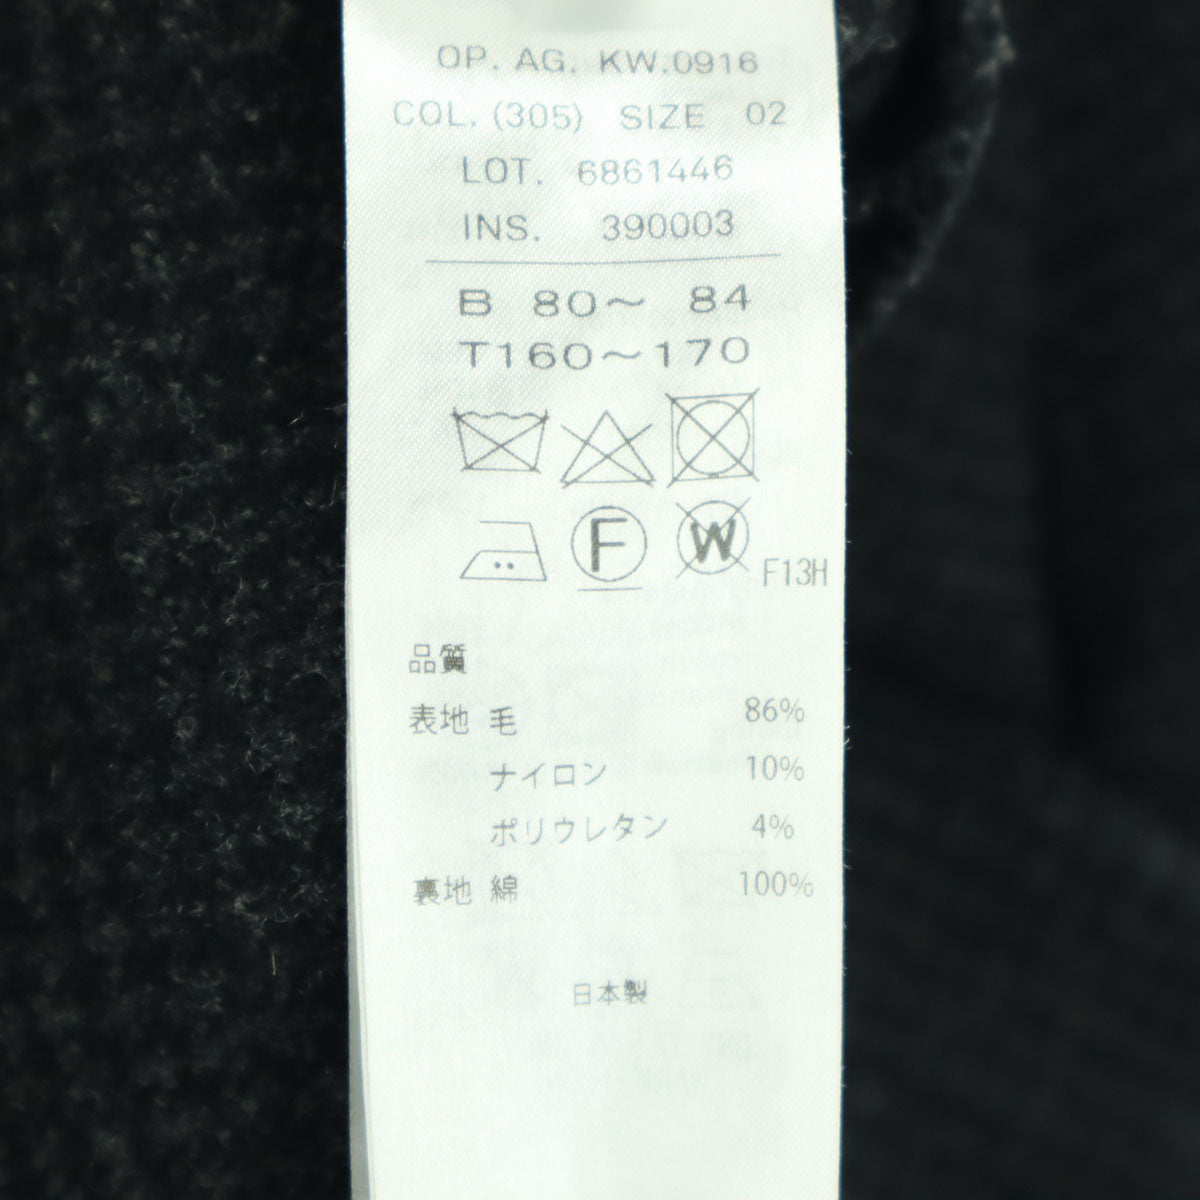 OP. AG. KW.0916
COL. (305) SIZE 02
LOT. 6861446
INS. 390003
B 80～ 84
T160～170
F
W
F13H
品質
表地 毛 86%
ナイロン 10%
ポリウレタン 4%
裏地 綿 100%
日本製